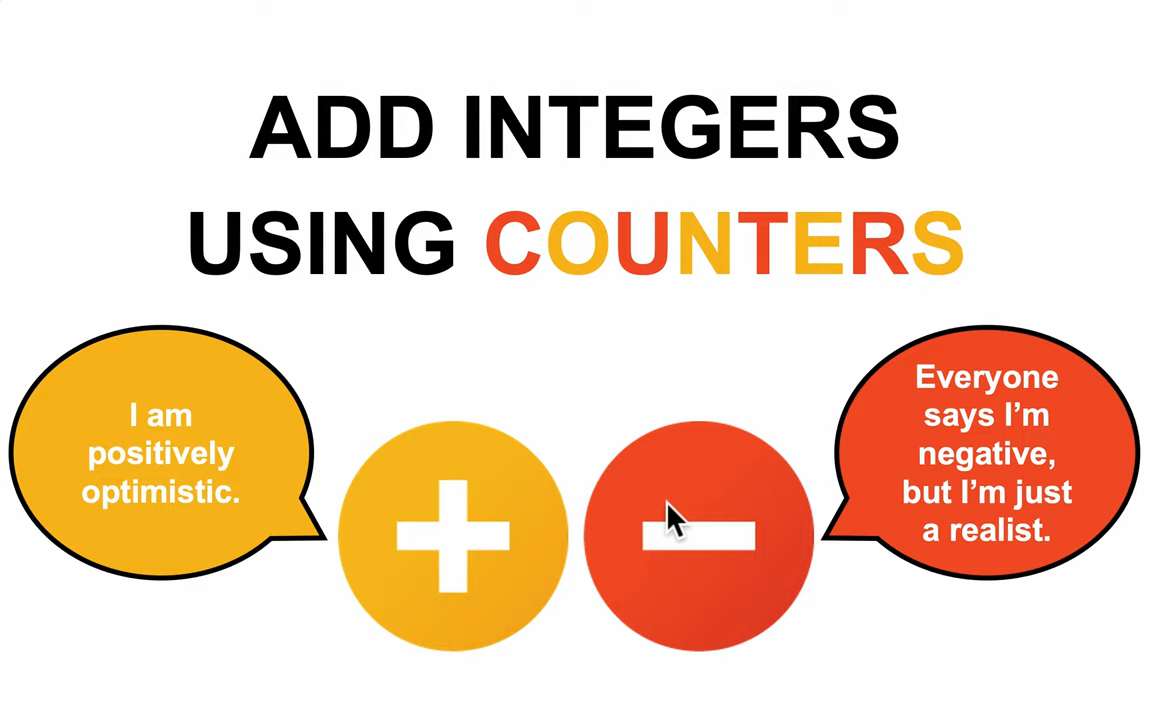 ADD INTEGERS
USING COUNTERS
I am
positively
optimistic.
Everyone
says I’m
negative,
but I’m just
a realist.